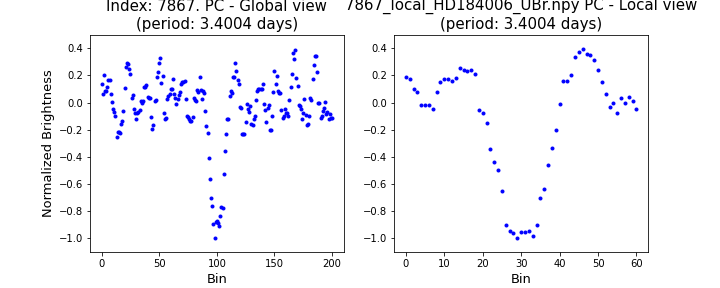 Index: 7867. PC - Global view
(period: 3.4004 days)
7867_local_HD184006_UBr.npy PC - Local view
(period: 3.4004 days)
Normalized Brightness
0.4
0.2
0.0
−0.2
−0.4
−0.6
−0.8
−1.0
0 50 100 150 200
Bin
0.4
0.2
0.0
−0.2
−0.4
−0.6
−0.8
−1.0
0 10 20 30 40 50 60
Bin